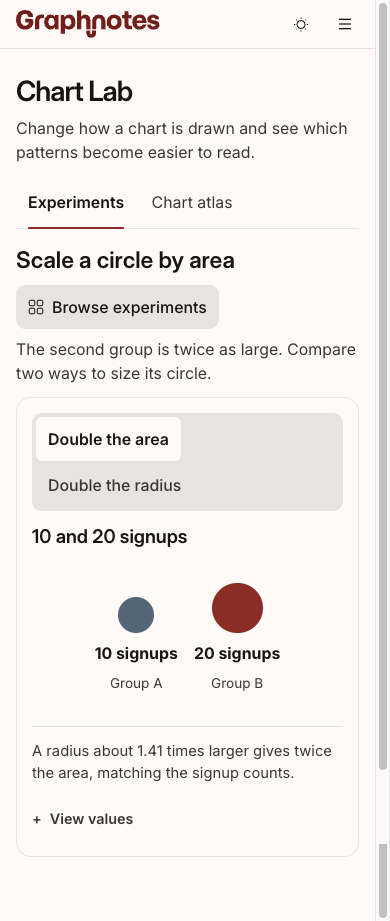 Graphnotes
Chart Lab
Change how a chart is drawn and see which
patterns become easier to read.
Experiments
Chart atlas
Scale a circle by area
Browse experiments
The second group is twice as large. Compare
two ways to size its circle.
Double the area
Double the radius
10 and 20 signups
10 signups
20 signups
Group A
Group B
A radius about 1.41 times larger gives twice
the area, matching the signup counts.
+ View values